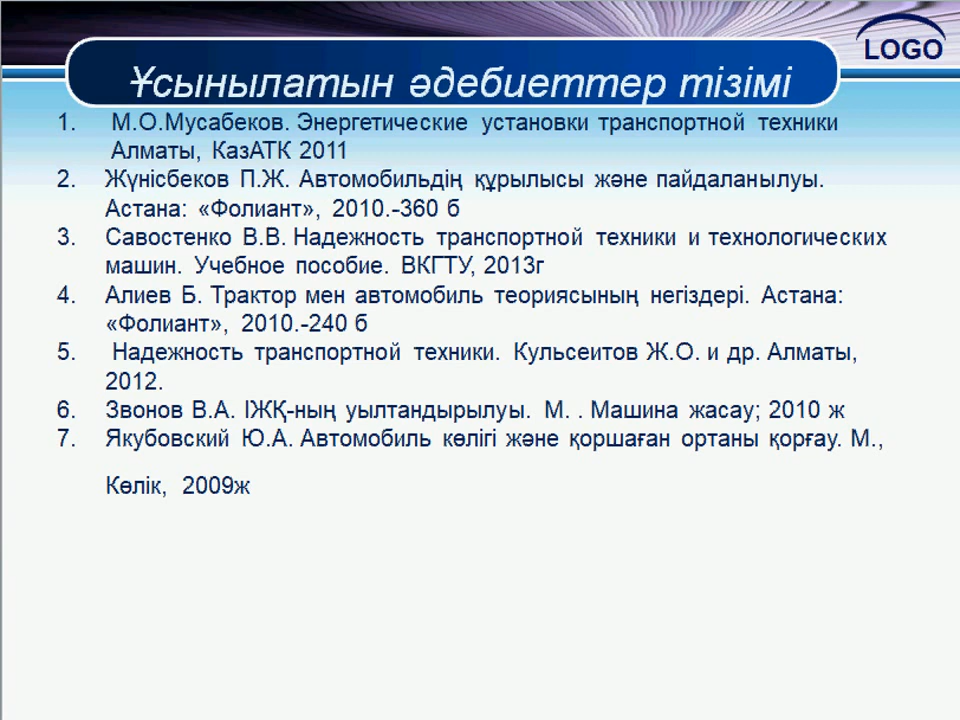 LOGO
Ұсынылатын әдебиеттер тізімі
1. М.О.Мусабеков. Энергетические установки транспортной техники
Алматы, КазАТК 2011
2. Жүнісбеков П.Ж. Автомобильдің құрылысы және пайдаланылуы.
Астана: «Фолиант», 2010.-360 б
3. Савостенко В.В. Надежность транспортной техники и технологических
машин. Учебное пособие. ВКГТУ, 2013г
4. Алиев Б. Трактор мен автомобиль теориясының негіздері. Астана:
«Фолиант», 2010.-240 б
5. Надежность транспортной техники. Кульсеитов Ж.О. и др. Алматы,
2012.
6. Звонов В.А. ІЖҚ-ның уылтандырылуы. М. . Машина жасау; 2010 ж
7. Якубовский Ю.А. Автомобиль көлігі және қоршаған ортаны қорғау. М.,
Көлік, 2009ж